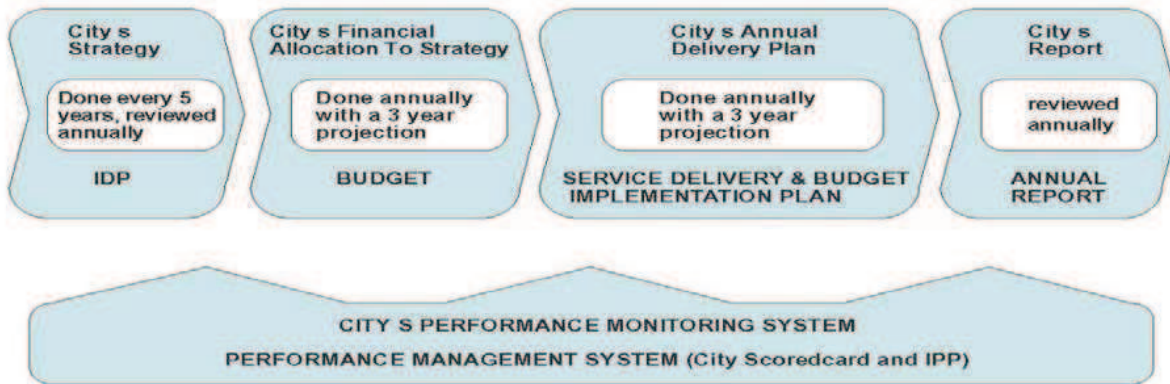 City s
Strategy
Done every 5
years, reviewed
annually
IDP
City s Financial
Allocation To Strategy
Done annually
with a 3 year
projection
BUDGET
City s Annual
Delivery Plan
Done annually
with a 3 year
projection
SERVICE DELIVERY & BUDGET
IMPLEMENTATION PLAN
City s
Report
reviewed
annually
ANNUAL
REPORT
CITY S PERFORMANCE MONITORING SYSTEM
PERFORMANCE MANAGEMENT SYSTEM (City Scoredcard and IPP)